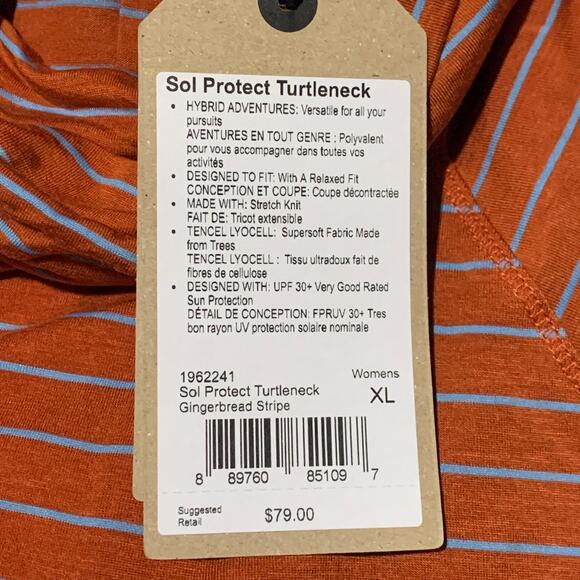 Sol Protect Turtleneck
• HYBRID ADVENTURES: Versatile for all your
pursuits
AVENTURES EN TOUT GENRE : Polyvalent
pour vous accompagner dans toutes vos
activités
• DESIGNED TO FIT: With A Relaxed Fit
CONCEPTION ET COUPE: Coupe décontractée
• MADE WITH: Stretch Knit
FAIT DE: Tricot extensible
• TENCEL LYOCELL: Supersoft Fabric Made
from Trees
TENCEL LYOCELL : Tissu ultradoux fait de
fibres de cellulose
• DESIGNED WITH: UPF 30+ Very Good Rated
Sun Protection
DÉTAIL DE CONCEPTION: FPRUV 30+ Tres
bon rayon UV protection solaire nominale
1962241 Womens
Sol Protect Turtleneck XL
Gingerbread Stripe
8 89760 85109 7
Suggested
Retail $79.00